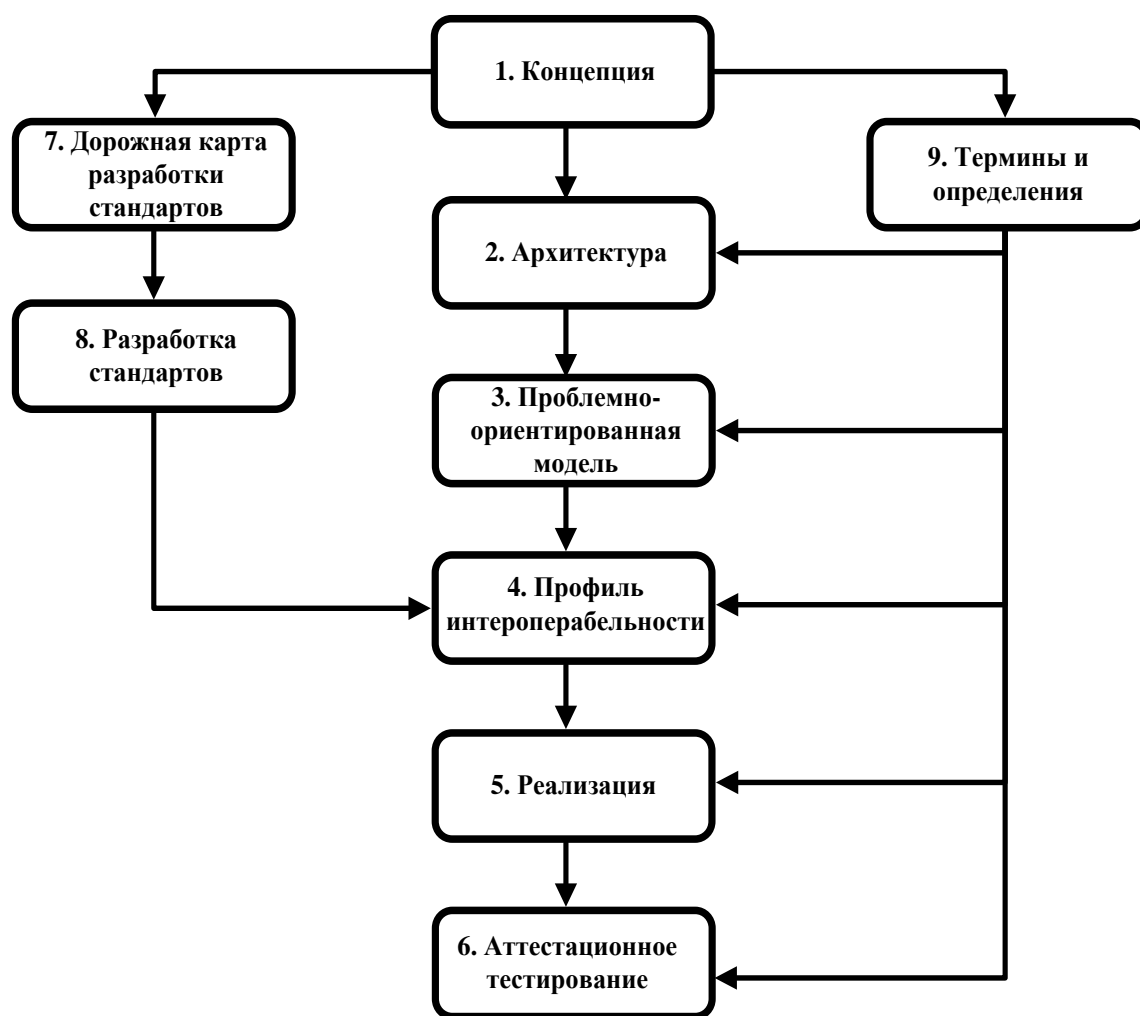 1. Концепция
7. Дорожная карта
разработки
стандартов
9. Термины и
определения
2. Архитектура
8. Разработка
стандартов
3. Проблемно-
ориентированная
модель
4. Профиль
интероперабельности
5. Реализация
6. Аттестационное
тестирование